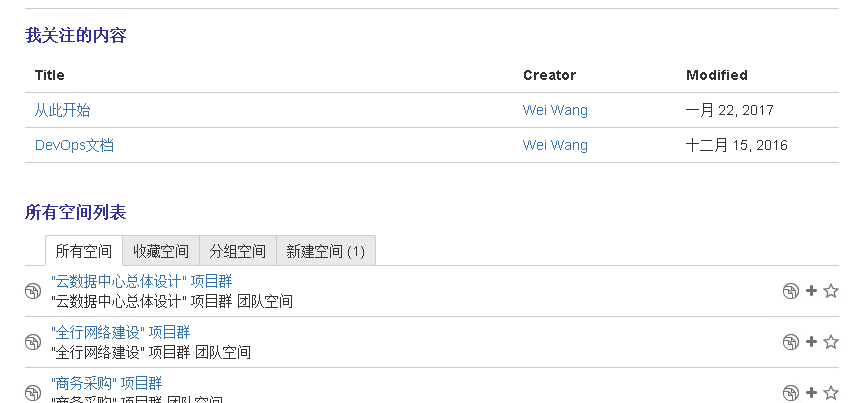 我关注的内容
Title Creator Modified
从此开始 Wei Wang 一月 22, 2017
DevOps文档 Wei Wang 十二月 15, 2016
所有空间列表
所有空间 收藏空间 分组空间 新建空间 (1)
"云数据中心总体设计" 项目群
"云数据中心总体设计" 项目群 团队空间
"全行网络建设" 项目群
"全行网络建设" 项目群 团队空间
"商务采购" 项目群
"商务采购" 项目群 团队空间